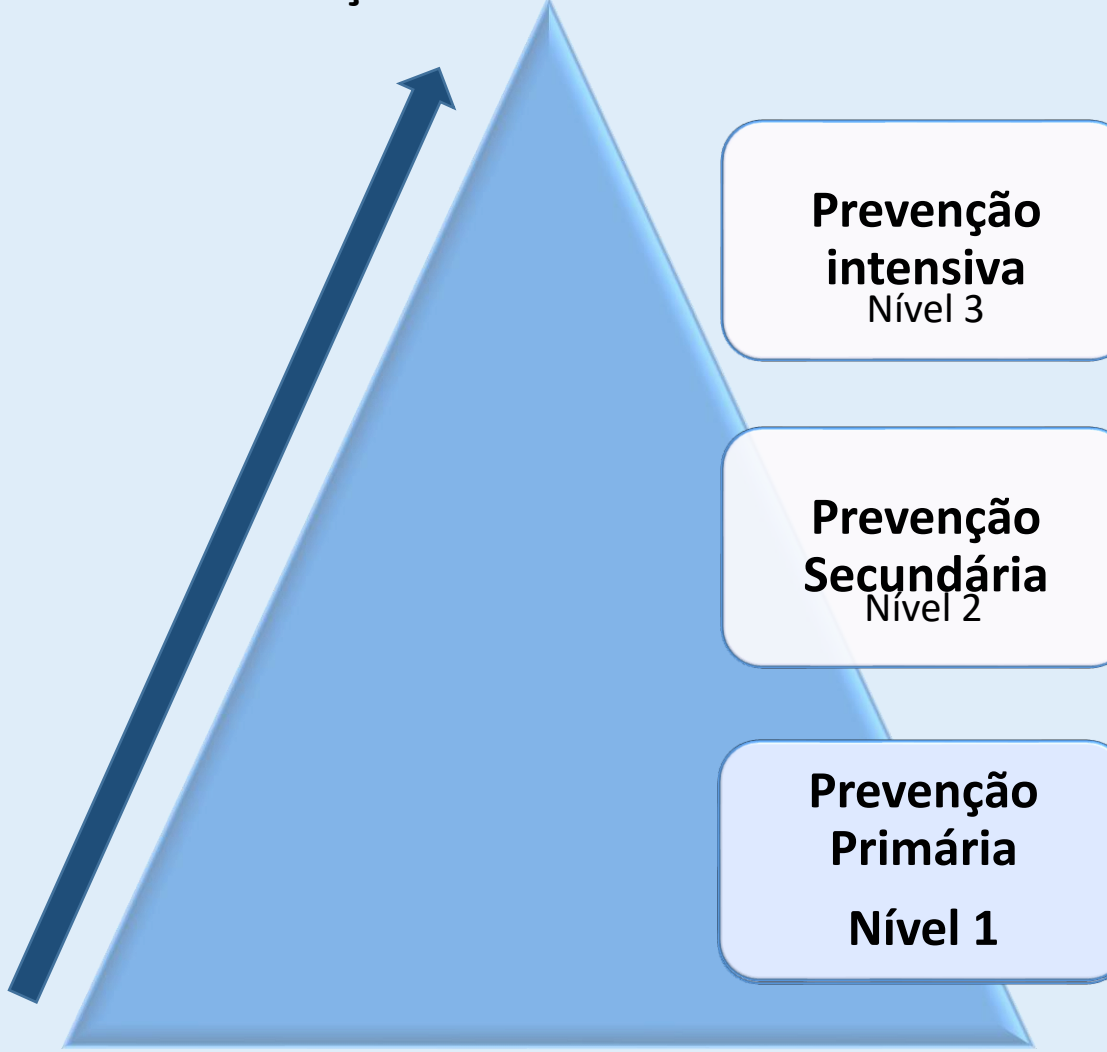 Prevenção
intensiva
Nível 3
Prevenção
Secundária
Nível 2
Prevenção
Primária
Nível 1